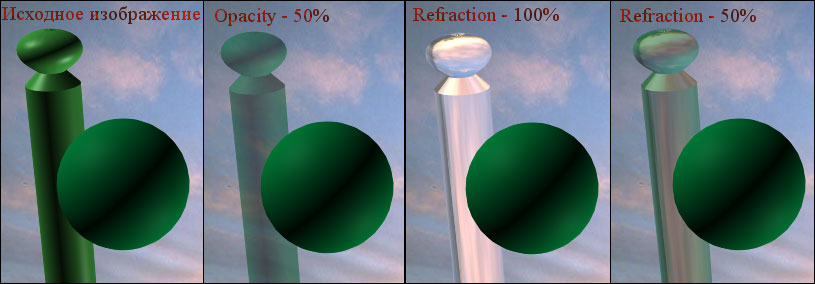 Исходное изображение
Opacity - 50%
Refraction - 100%
Refraction - 50%